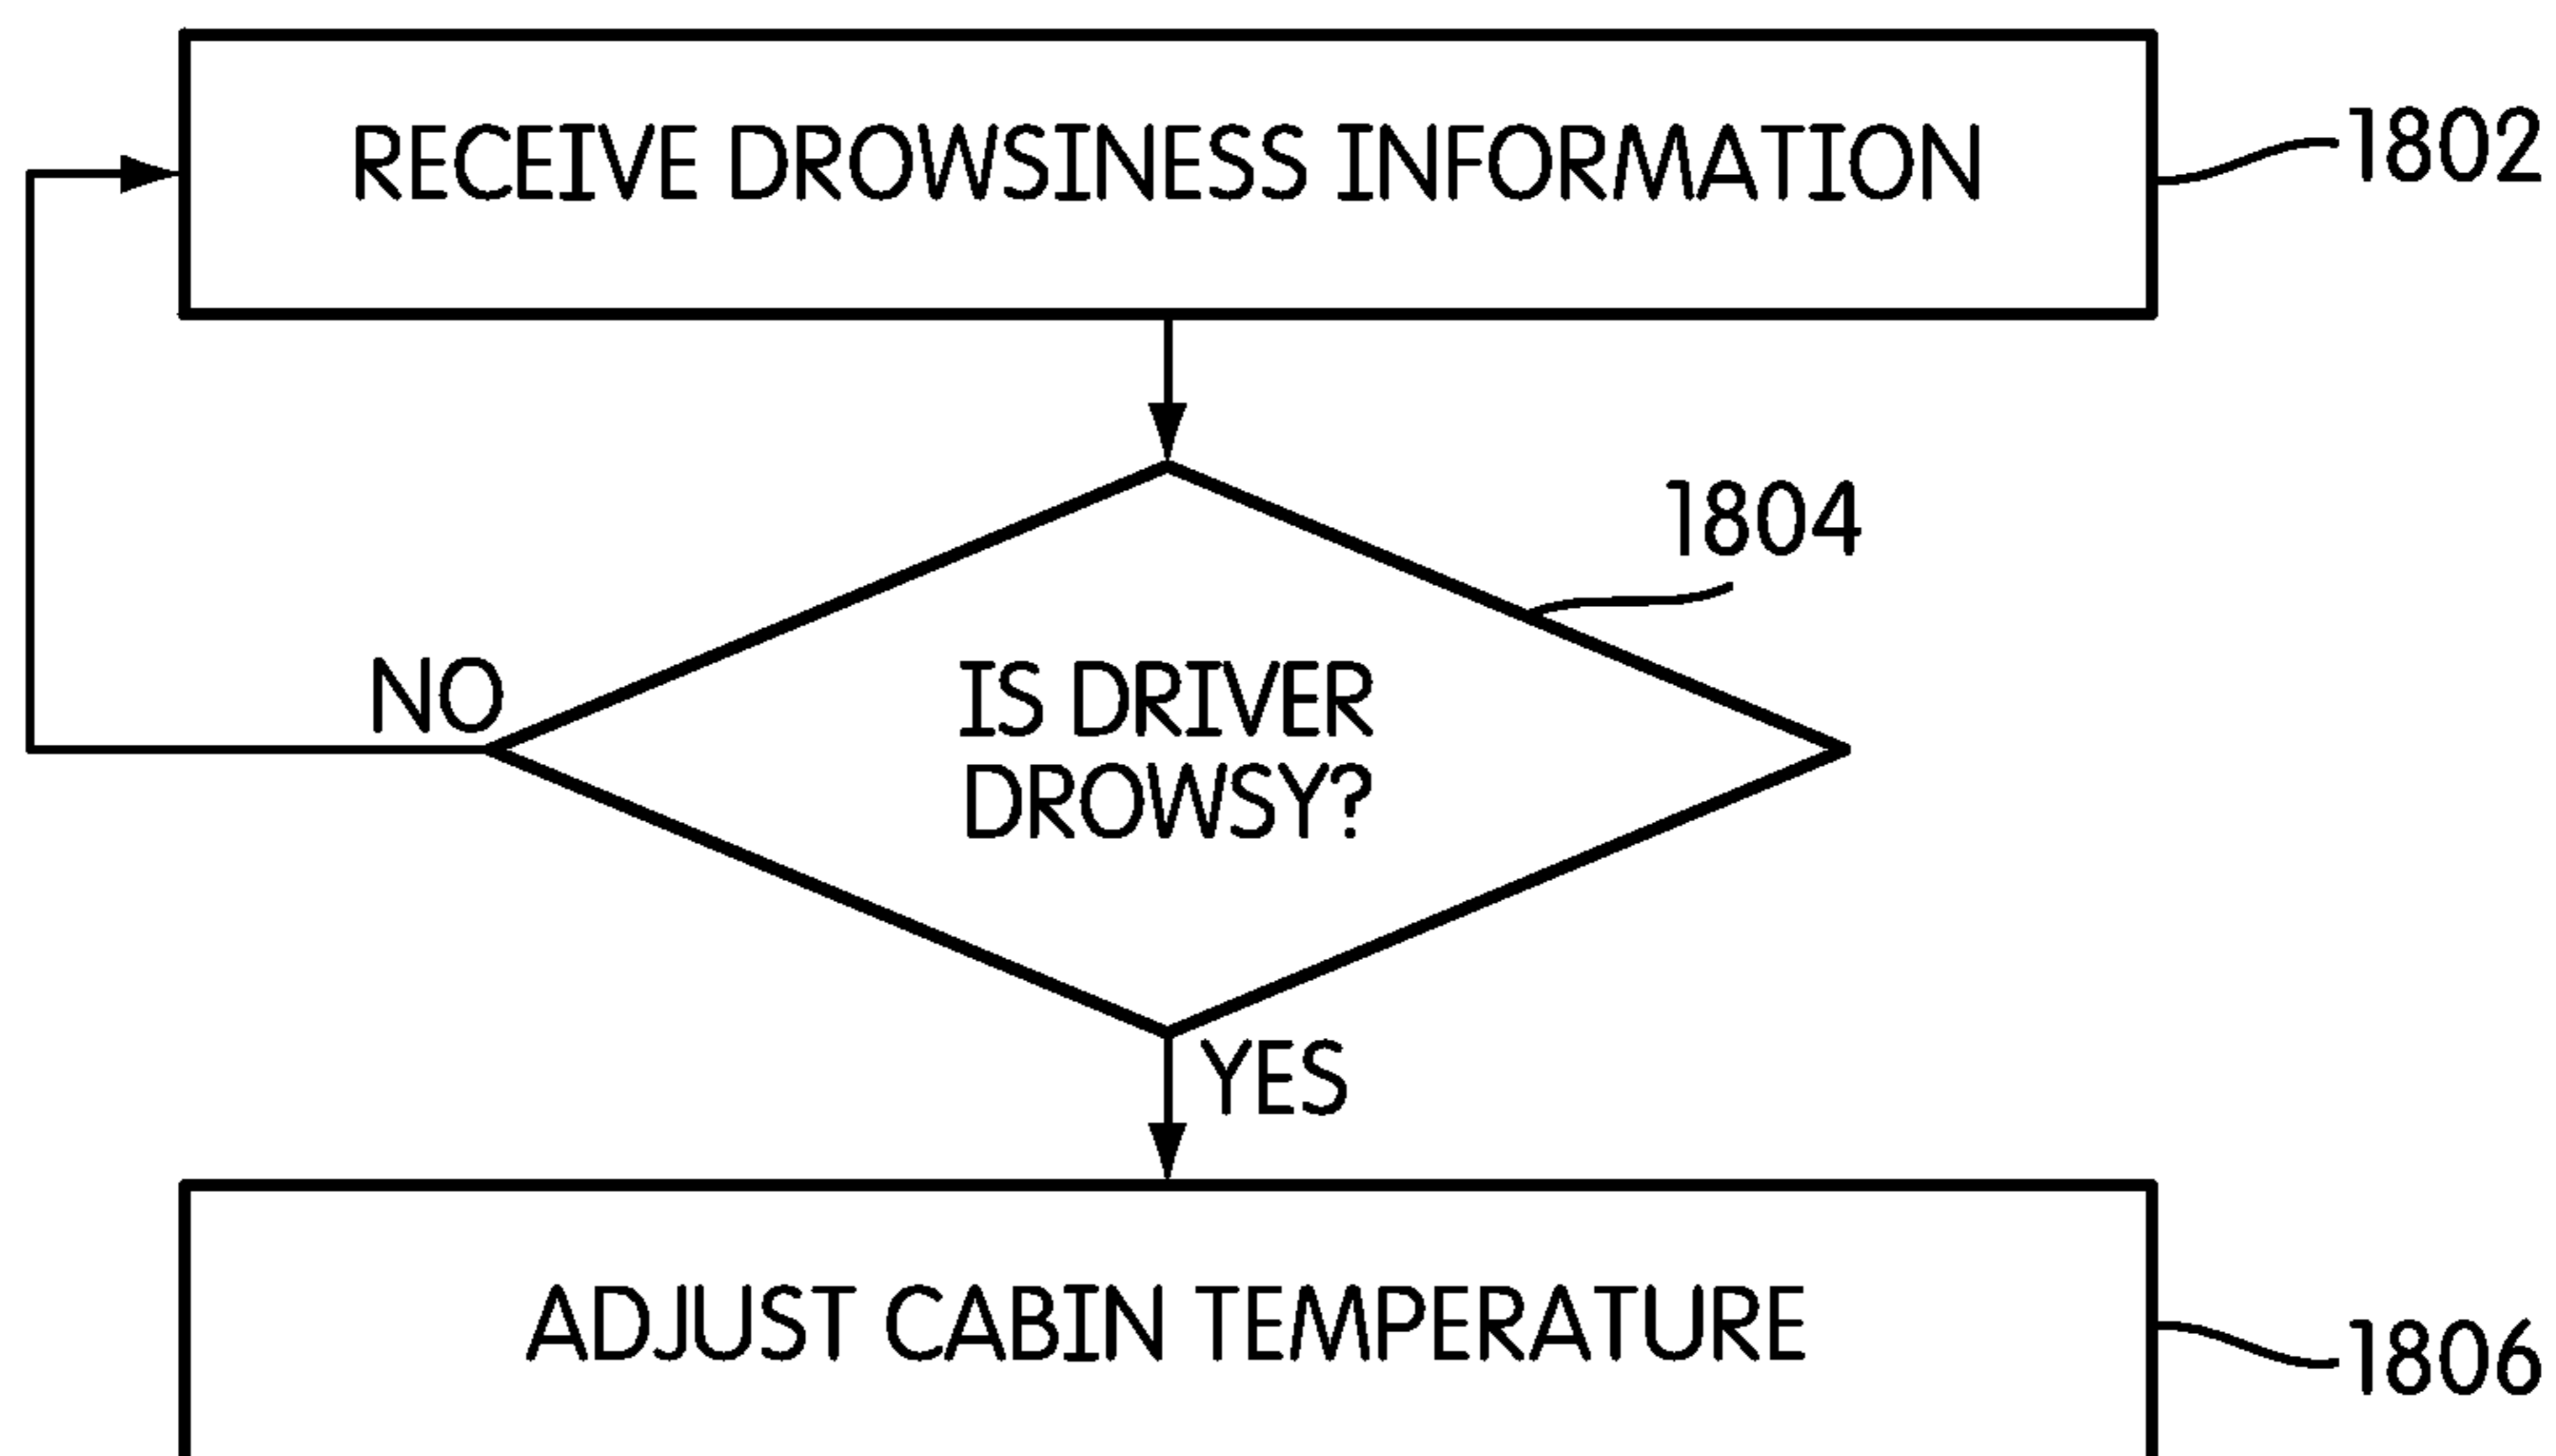 RECEIVE DROWSINESS INFORMATION
1802
1804
NO
IS DRIVER
DROWSY?
YES
ADJUST CABIN TEMPERATURE
1806